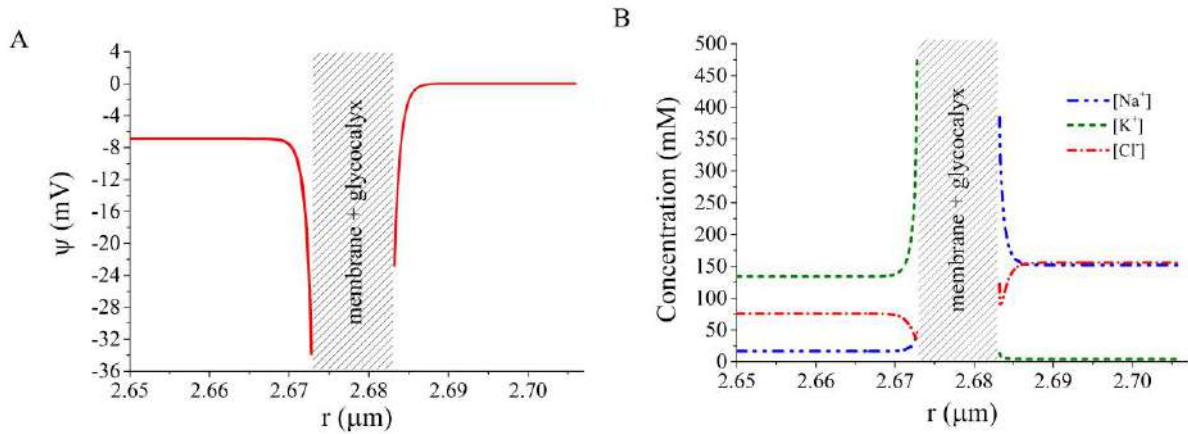 A
4
0
-4
-8
-12
-16
-20
-24
-28
-32
-36
ψ (mV)
membrane + glycocalyx
2.65 2.66 2.67 2.68 2.69 2.70
r (μm)
B
500
450
400
350
300
250
200
150
100
50
0
Concentration (mM)
membrane + glycocalyx
[Na⁺]
[K⁺]
[Cl⁻]
2.65 2.66 2.67 2.68 2.69 2.70
r (μm)